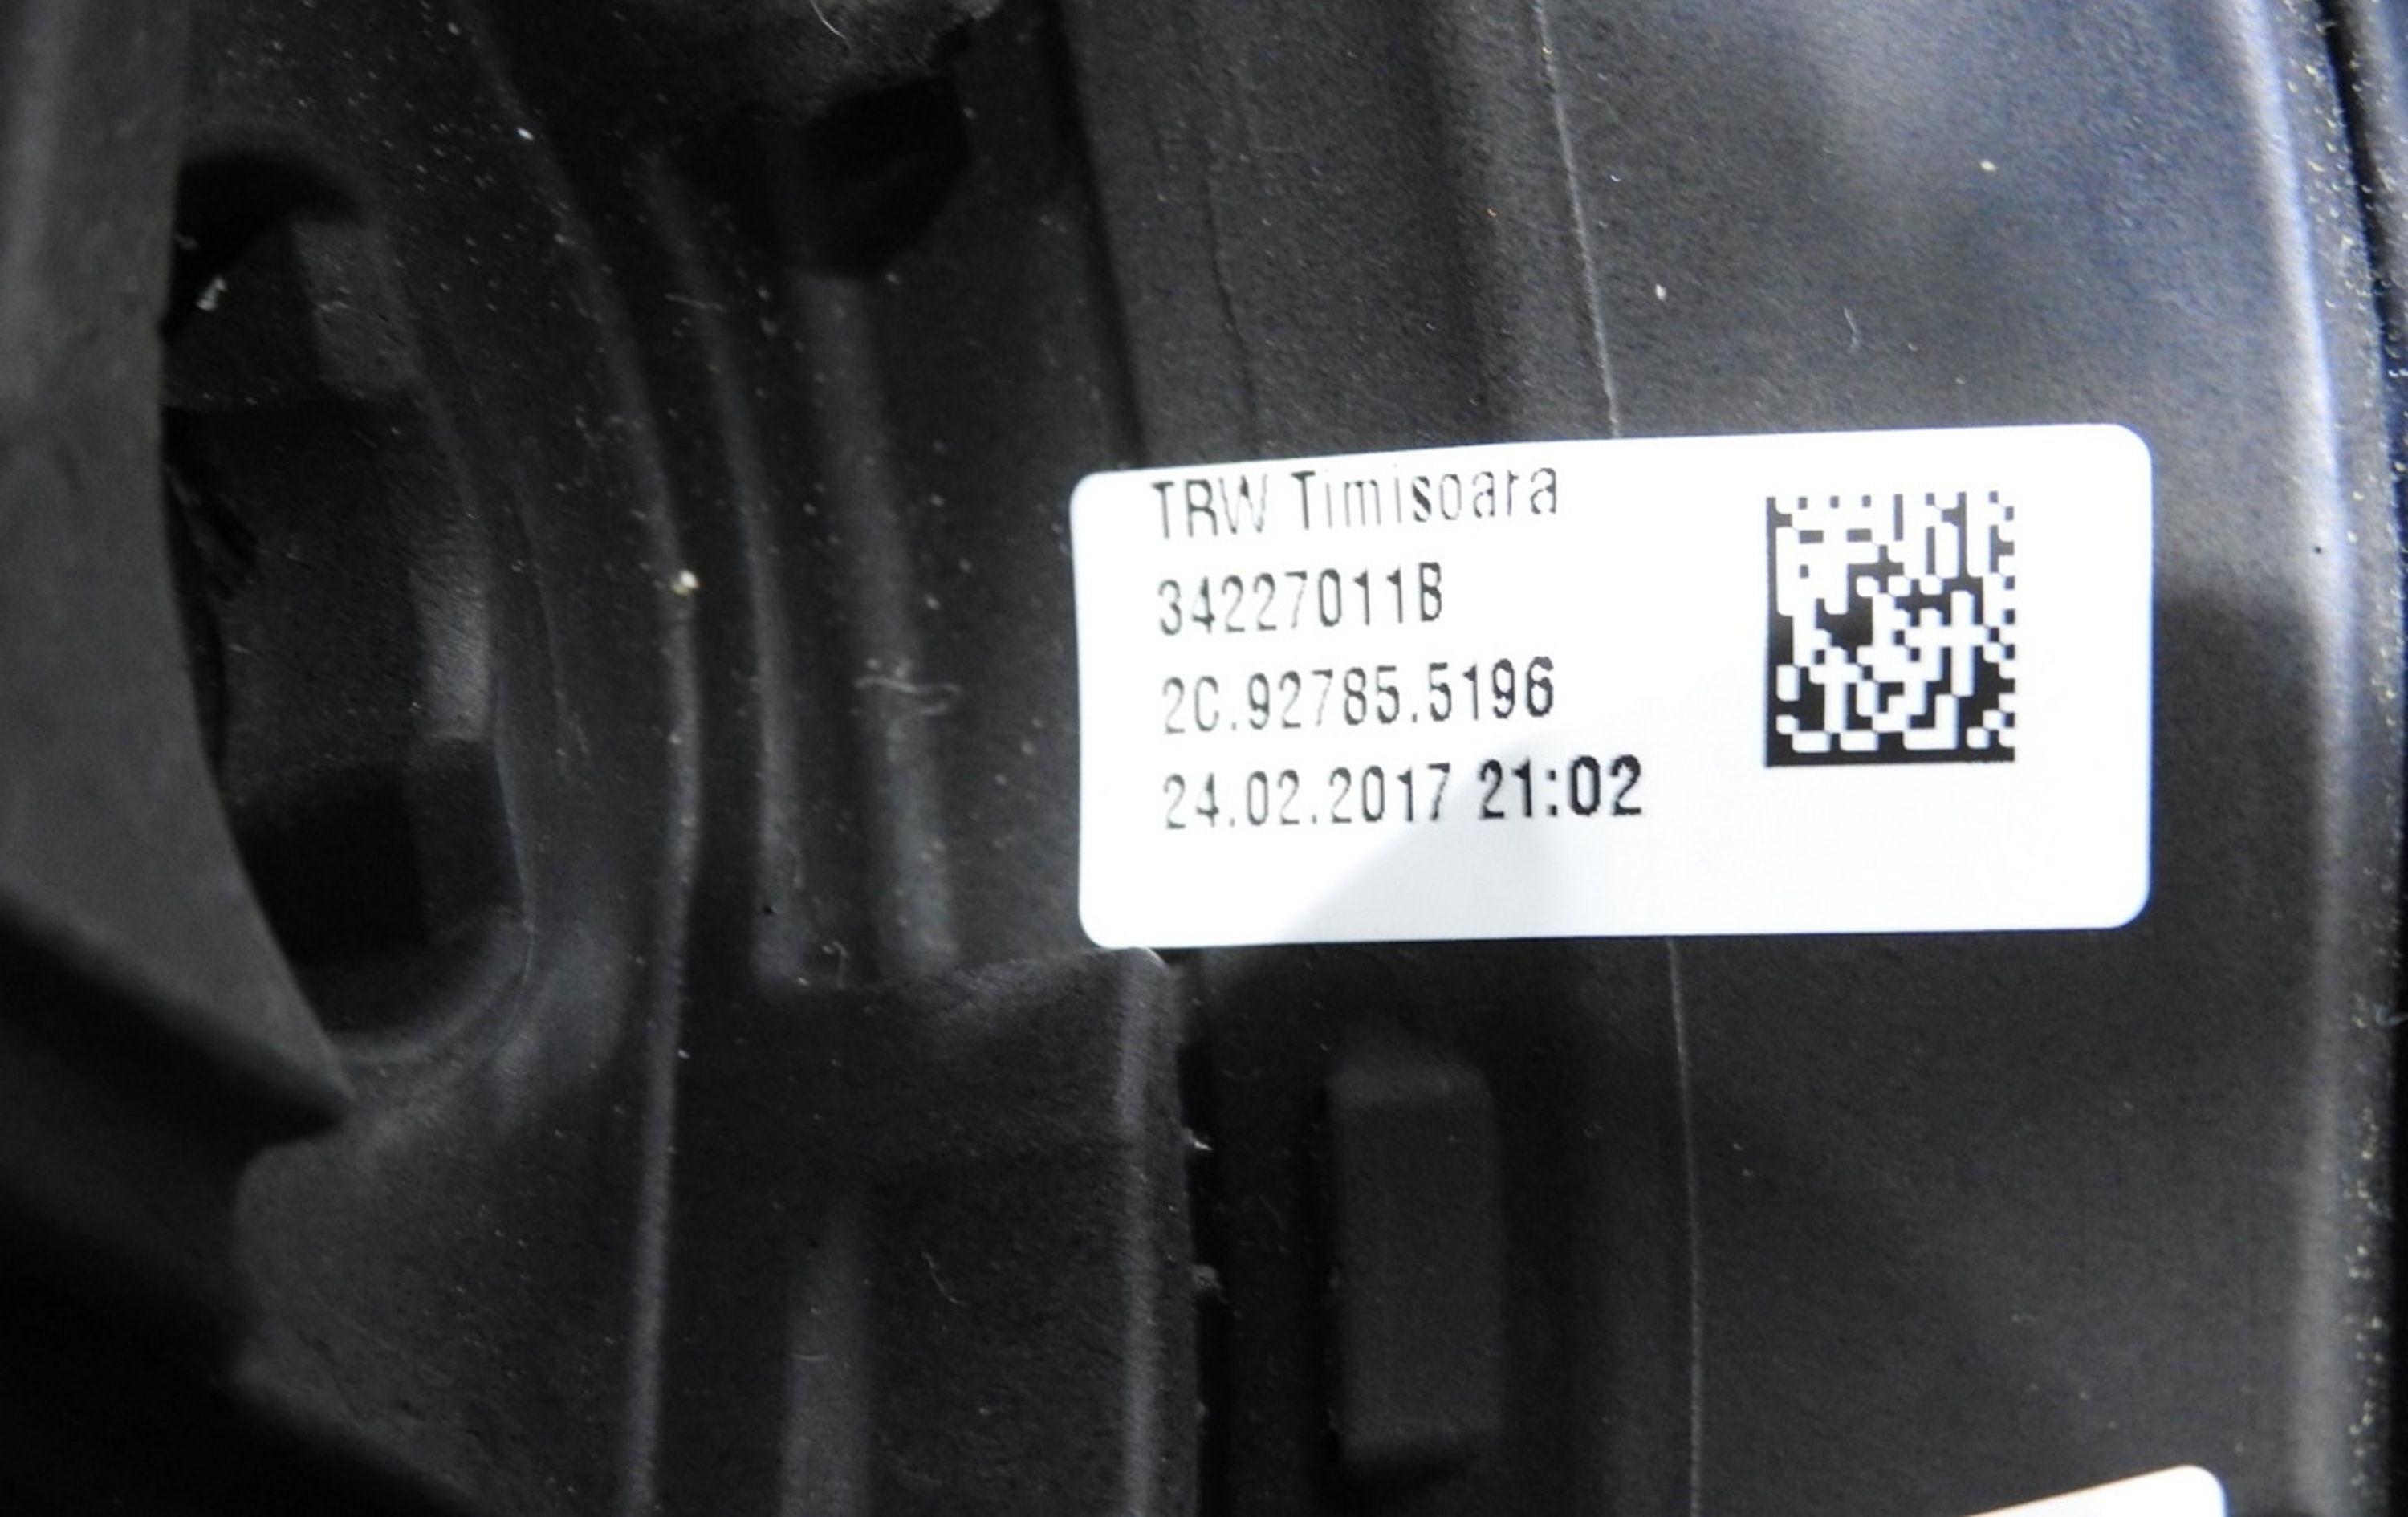 TRW Timisoara
34227011B
2C.92785.5196
24.02.2017 21:02